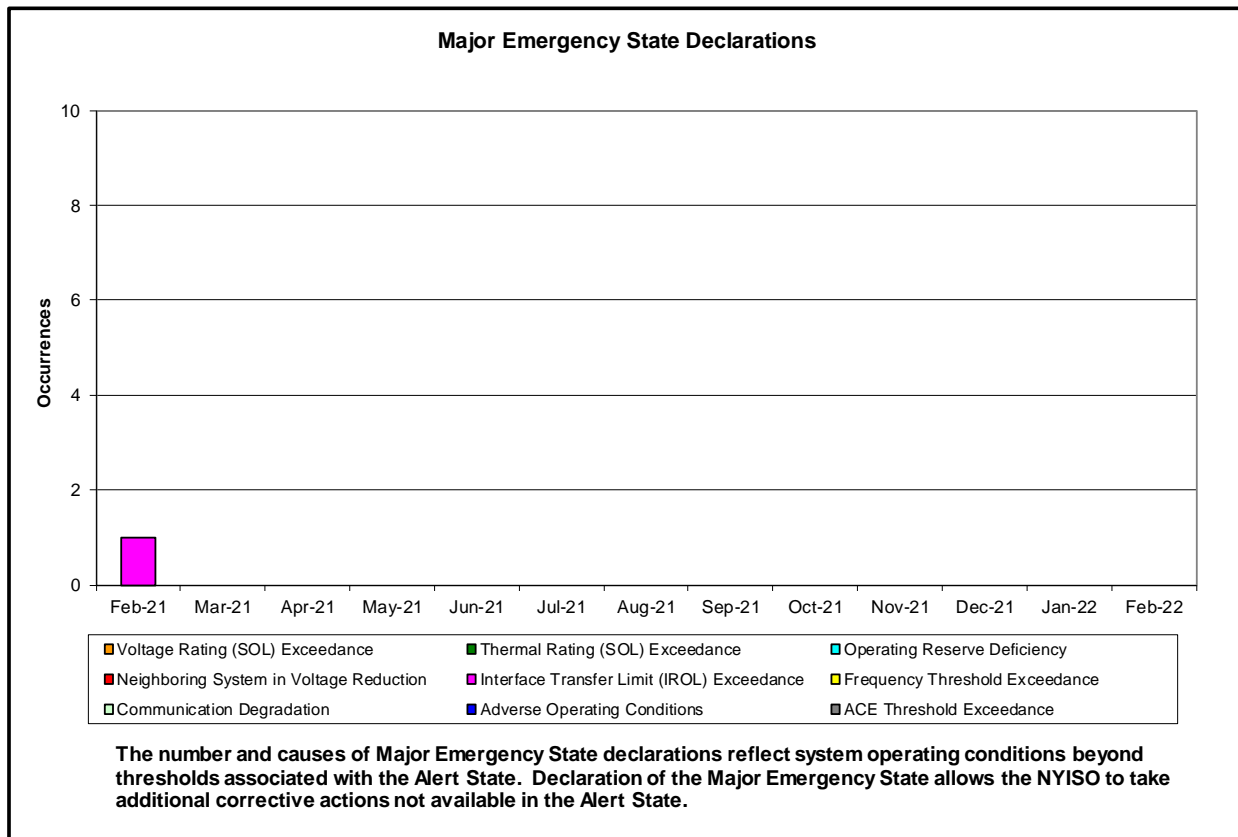 Major Emergency State Declarations
Occurrences
10
8
6
4
2
0
Feb-21 Mar-21 Apr-21 May-21 Jun-21 Jul-21 Aug-21 Sep-21 Oct-21 Nov-21 Dec-21 Jan-22 Feb-22
Voltage Rating (SOL) Exceedance Thermal Rating (SOL) Exceedance Operating Reserve Deficiency
Neighboring System in Voltage Reduction Interface Transfer Limit (IROL) Exceedance Frequency Threshold Exceedance
Communication Degradation Adverse Operating Conditions ACE Threshold Exceedance
The number and causes of Major Emergency State declarations reflect system operating conditions beyond
thresholds associated with the Alert State. Declaration of the Major Emergency State allows the NYISO to take
additional corrective actions not available in the Alert State.